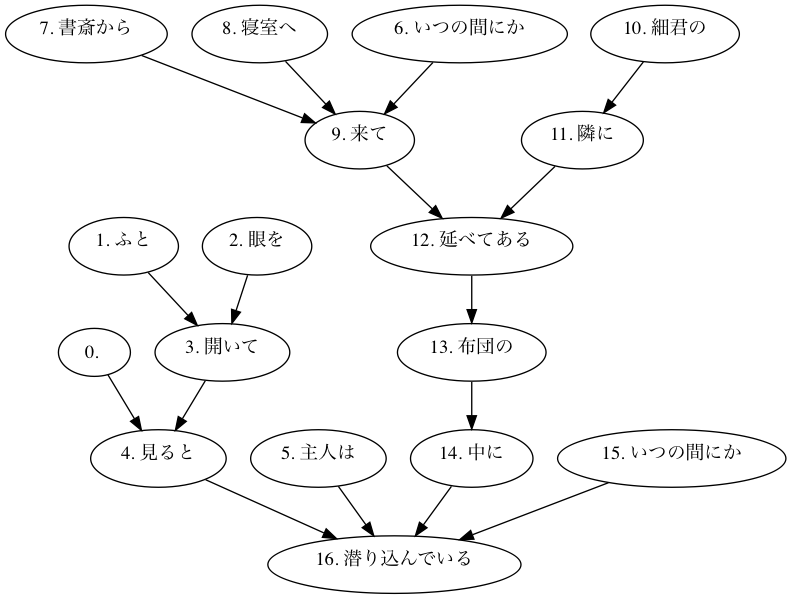 7. 書斎から
8. 寝室へ
6. いつの間にか
10. 細君の
9. 来て
11. 隣に
1. ふと
2. 眼を
12. 延べてある
0.
3. 開いて
13. 布団の
4. 見ると
5. 主人は
14. 中に
15. いつの間にか
16. 潜り込んでいる